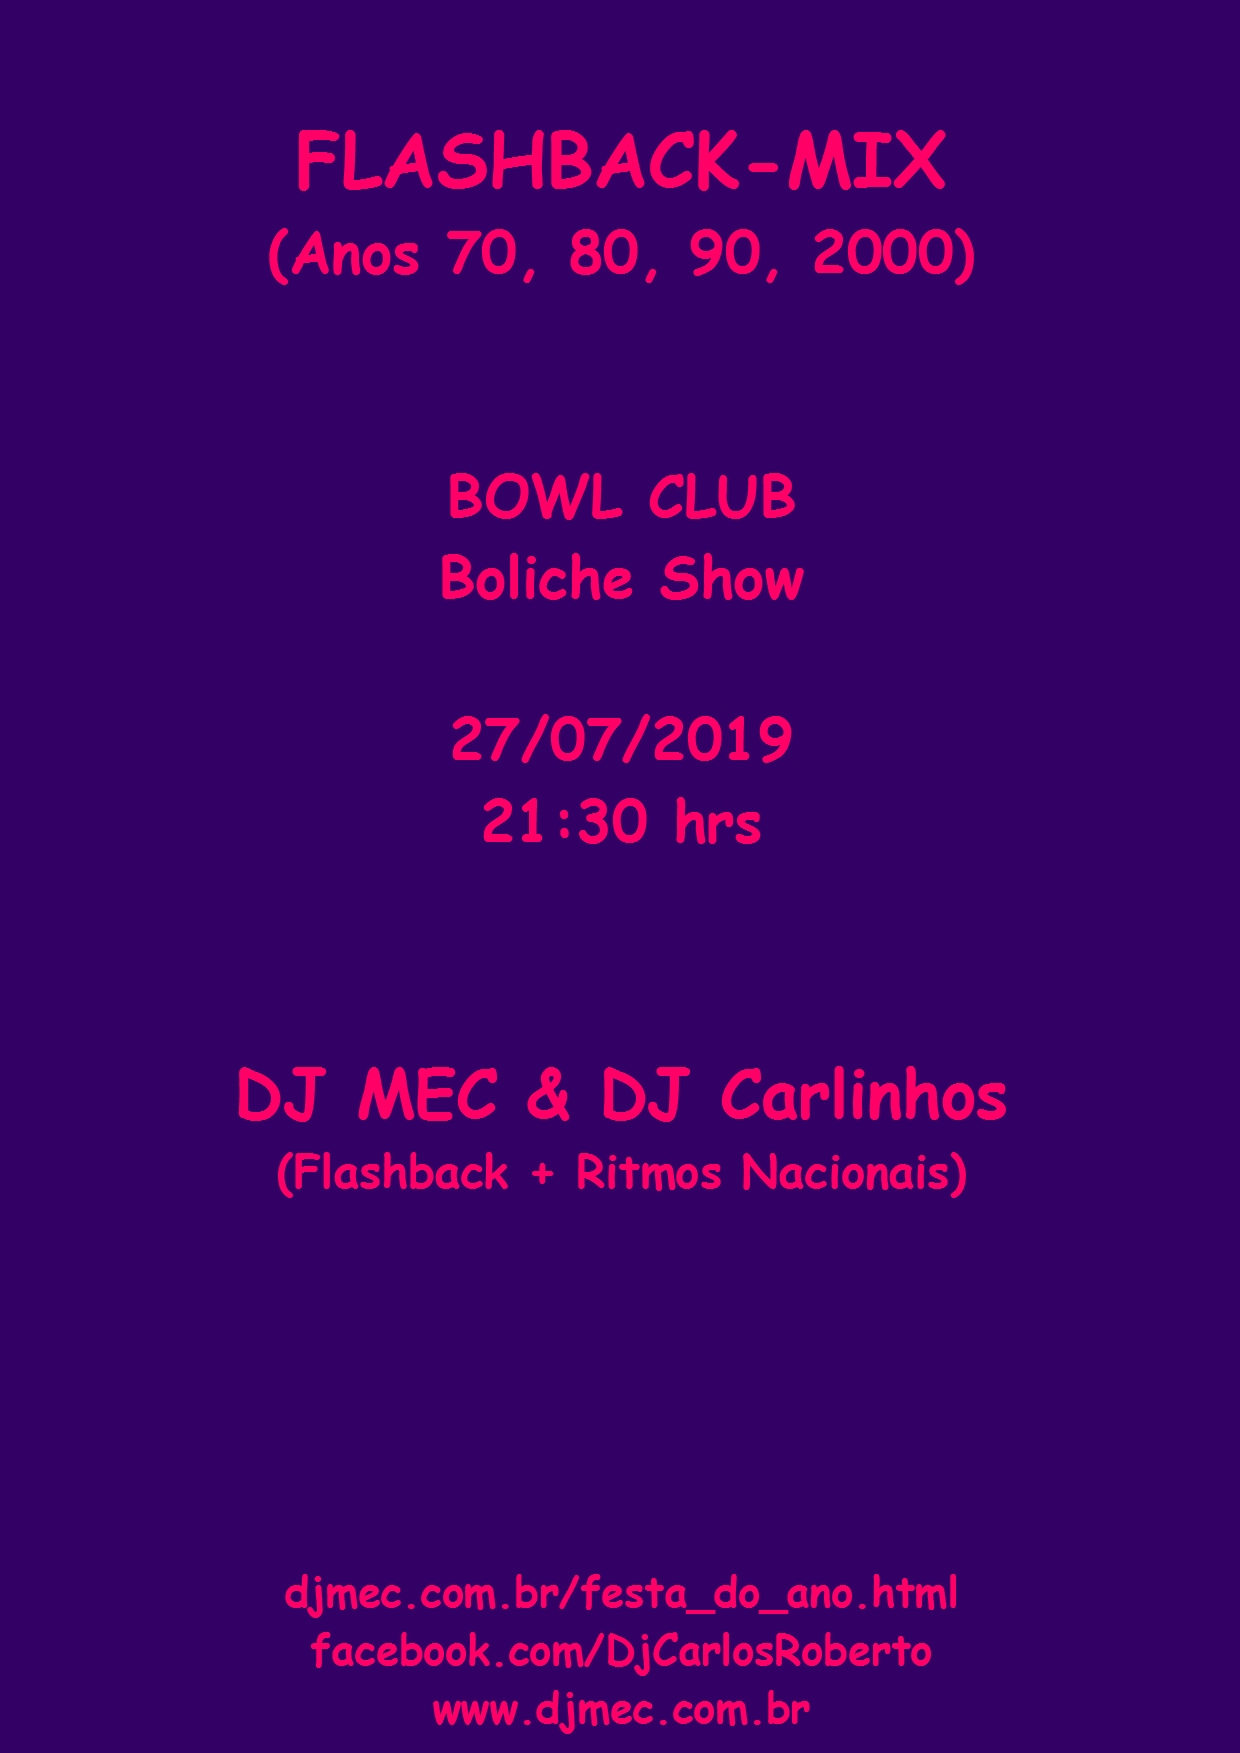 FLASHBACK-MIX
(Anos 70, 80, 90, 2000)
BOWL CLUB
Boliche Show
27/07/2019
21:30 hrs
DJ MEC & DJ Carlinhos
(Flashback + Ritmos Nacionais)
djmec.com.br/festa_do_ano.html
facebook.com/DjCarlosRoberto
www.djmec.com.br